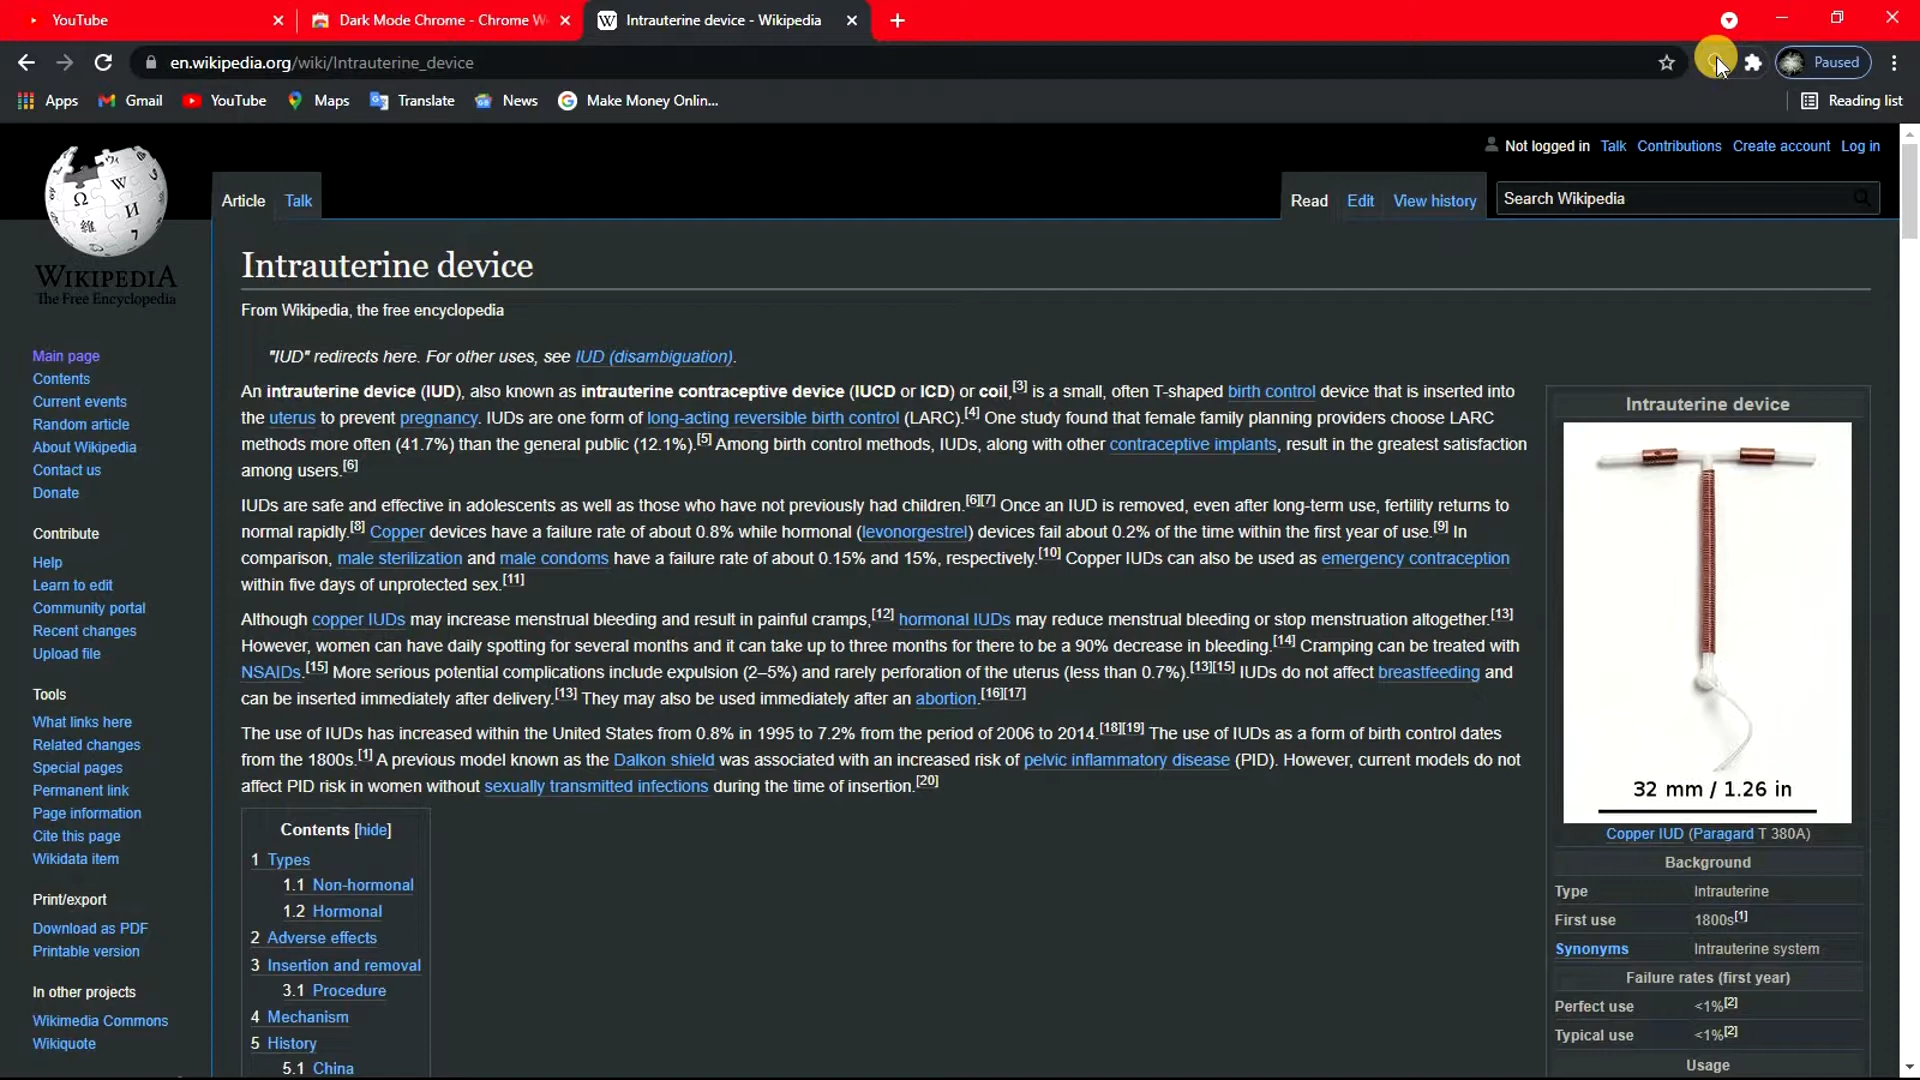 YouTube
Dark Mode Chrome - Chrome W
Intrauterine device - Wikipedia
en.wikipedia.org/wiki/Intrauterine_device
Paused
Apps
Gmail
YouTube
Maps
Translate
News
Make Money Onlin...
Reading list
Not logged in Talk Contributions Create account Log in
Article Talk
Read Edit View history
Search Wikipedia
WIKIPEDIA
The Free Encyclopedia
Main page
Contents
Current events
Random article
About Wikipedia
Contact us
Donate
Contribute
Help
Learn to edit
Community portal
Recent changes
Upload file
Tools
What links here
Related changes
Special pages
Permanent link
Page information
Cite this page
Wikidata item
Print/export
Download as PDF
Printable version
In other projects
Wikimedia Commons
Wikiquote
Intrauterine device
From Wikipedia, the free encyclopedia
"IUD" redirects here. For other uses, see IUD (disambiguation).
An intrauterine device (IUD), also known as intrauterine contraceptive device (IUCD or ICD) or coil,[3] is a small, often T-shaped birth control device that is inserted into
the uterus to prevent pregnancy. IUDs are one form of long-acting reversible birth control (LARC).[4] One study found that female family planning providers choose LARC
methods more often (41.7%) than the general public (12.1%).[5] Among birth control methods, IUDs, along with other contraceptive implants, result in the greatest satisfaction
among users.[6]
IUDs are safe and effective in adolescents as well as those who have not previously had children.[6][7] Once an IUD is removed, even after long-term use, fertility returns to
normal rapidly.[8] Copper devices have a failure rate of about 0.8% while hormonal (levonorgestrel) devices fail about 0.2% of the time within the first year of use.[9] In
comparison, male sterilization and male condoms have a failure rate of about 0.15% and 15%, respectively.[10] Copper IUDs can also be used as emergency contraception
within five days of unprotected sex.[11]
Although copper IUDs may increase menstrual bleeding and result in painful cramps,[12] hormonal IUDs may reduce menstrual bleeding or stop menstruation altogether.[13]
However, women can have daily spotting for several months and it can take up to three months for there to be a 90% decrease in bleeding.[14] Cramping can be treated with
NSAIDs.[15] More serious potential complications include expulsion (2–5%) and rarely perforation of the uterus (less than 0.7%).[13][15] IUDs do not affect breastfeeding and
can be inserted immediately after delivery.[13] They may also be used immediately after an abortion.[16][17]
The use of IUDs has increased within the United States from 0.8% in 1995 to 7.2% from the period of 2006 to 2014.[18][19] The use of IUDs as a form of birth control dates
from the 1800s.[1] A previous model known as the Dalkon shield was associated with an increased risk of pelvic inflammatory disease (PID). However, current models do not
affect PID risk in women without sexually transmitted infections during the time of insertion.[20]
Contents [hide]
1 Types
1.1 Non-hormonal
1.2 Hormonal
2 Adverse effects
3 Insertion and removal
3.1 Procedure
4 Mechanism
5 History
5.1 China
Intrauterine device
32 mm / 1.26 in
Copper IUD (Paragard T 380A)
Background
Type Intrauterine
First use 1800s[1]
Synonyms Intrauterine system
Failure rates (first year)
Perfect use <1%[2]
Typical use <1%[2]
Usage